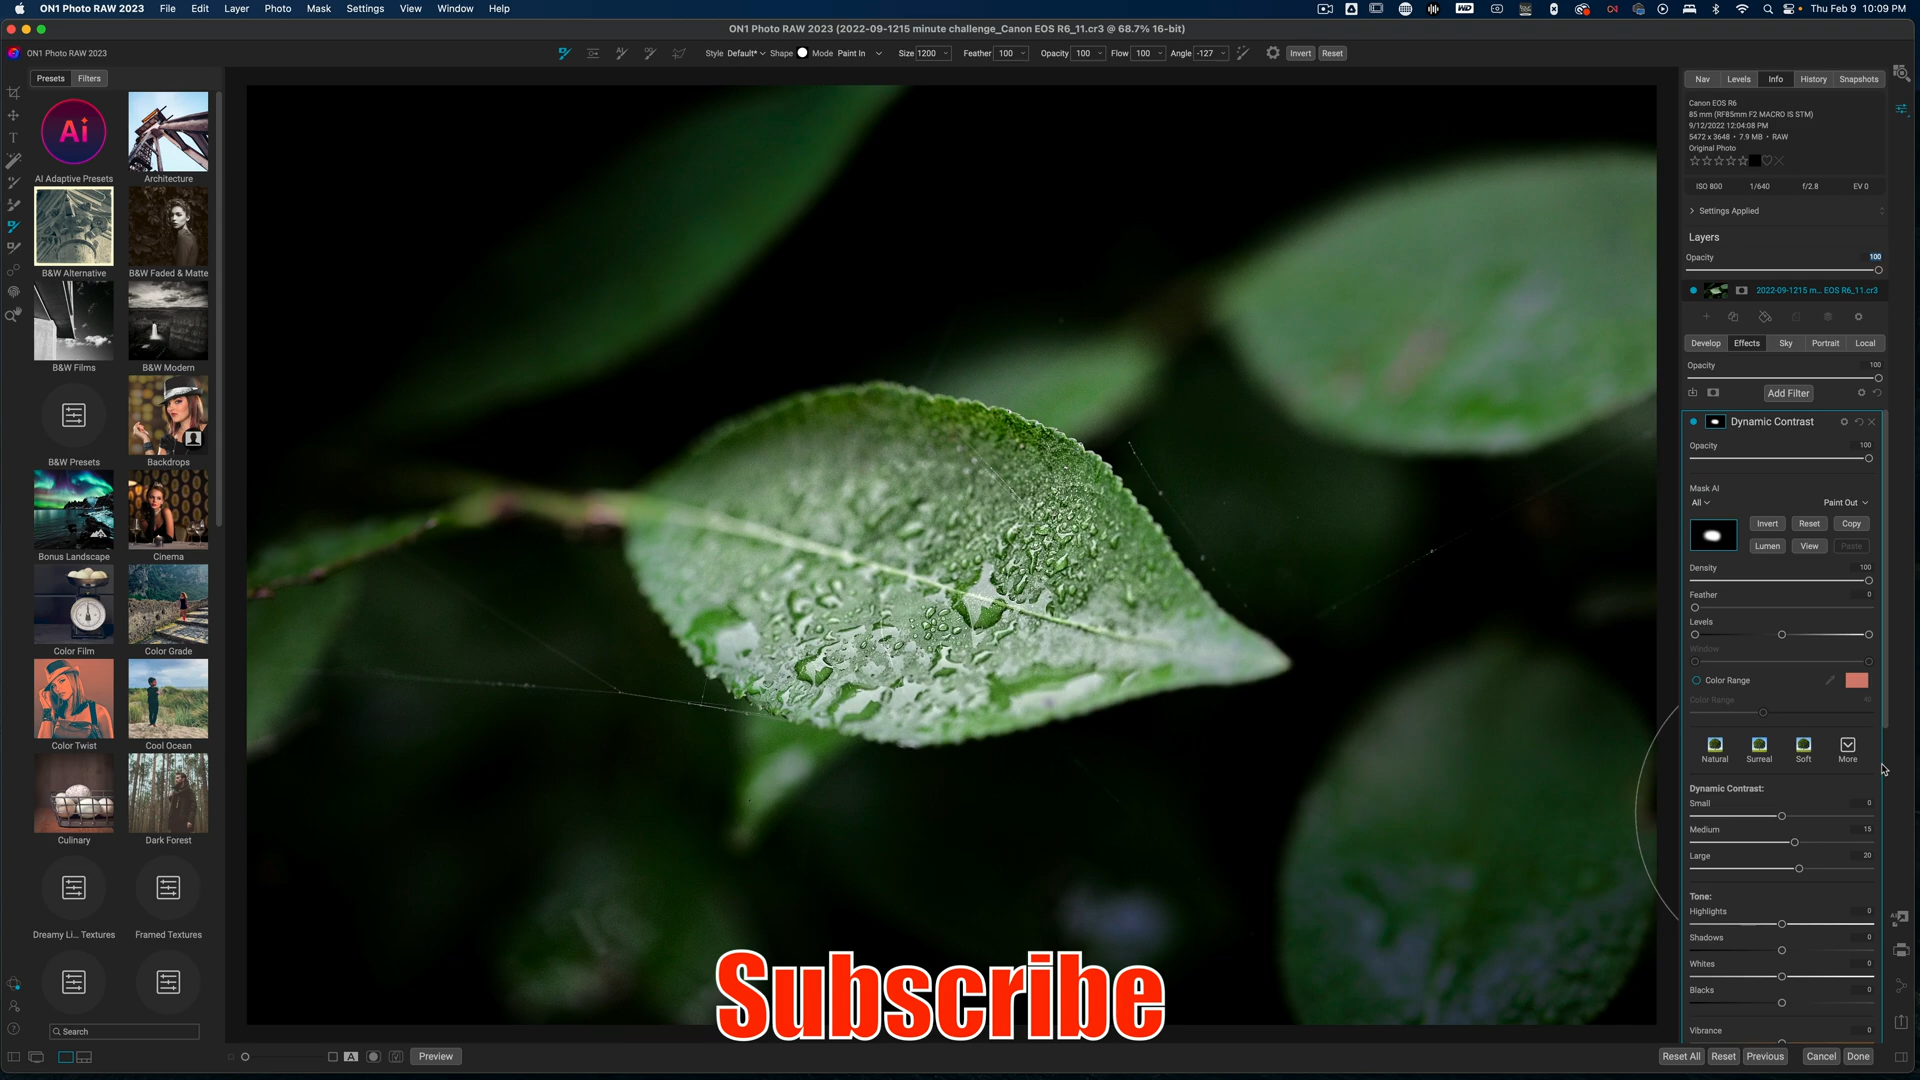 ON1 Photo RAW 2023 File Edit Layer Photo Mask Settings View Window Help
Thu Feb 9 10:09 PM
ON1 Photo RAW 2023 (2022-09-1215 minute challenge_Canon EOS R6_11.cr3 @ 68.7% 16-bit)
ON1 Photo RAW 2023
Style Default* Shape Mode Paint In Size 1200 Feather 100 Opacity 100 Flow 100 Angle -127 Invert Reset
Presets Filters
Ai
AI Adaptive Presets Architecture
B&W Alternative B&W Faded & Matte
B&W Films B&W Modern
B&W Presets Backdrops
Bonus Landscape Cinema
Color Film Color Grade
Color Twist Cool Ocean
Culinary Dark Forest
Dreamy Li... Textures Framed Textures
Search
Preview
Subscribe
Nav Levels Info History Snapshots
Canon EOS R6
85 mm (RF85mm F2 MACRO IS STM)
9/12/2022 12:04:08 PM
5472 x 3648 • 7.9 MB • RAW
Original Photo
ISO 800 1/640 f/2.8 EV 0
Settings Applied
Layers
Opacity 100
2022-09-1215 m... EOS R6_11.cr3
Develop Effects Sky Portrait Local
Opacity 100
Add Filter
Dynamic Contrast
Opacity 100
Mask AI
All Paint Out
Invert Reset Copy
Lumen View Paste
Density 100
Feather 0
Levels
Window
Color Range
Color Range 40
Natural Surreal Soft More
Dynamic Contrast:
Small 0
Medium 15
Large 20
Tone:
Highlights 0
Shadows 0
Whites 0
Blacks 0
Vibrance 0
Reset All Reset Previous Cancel Done